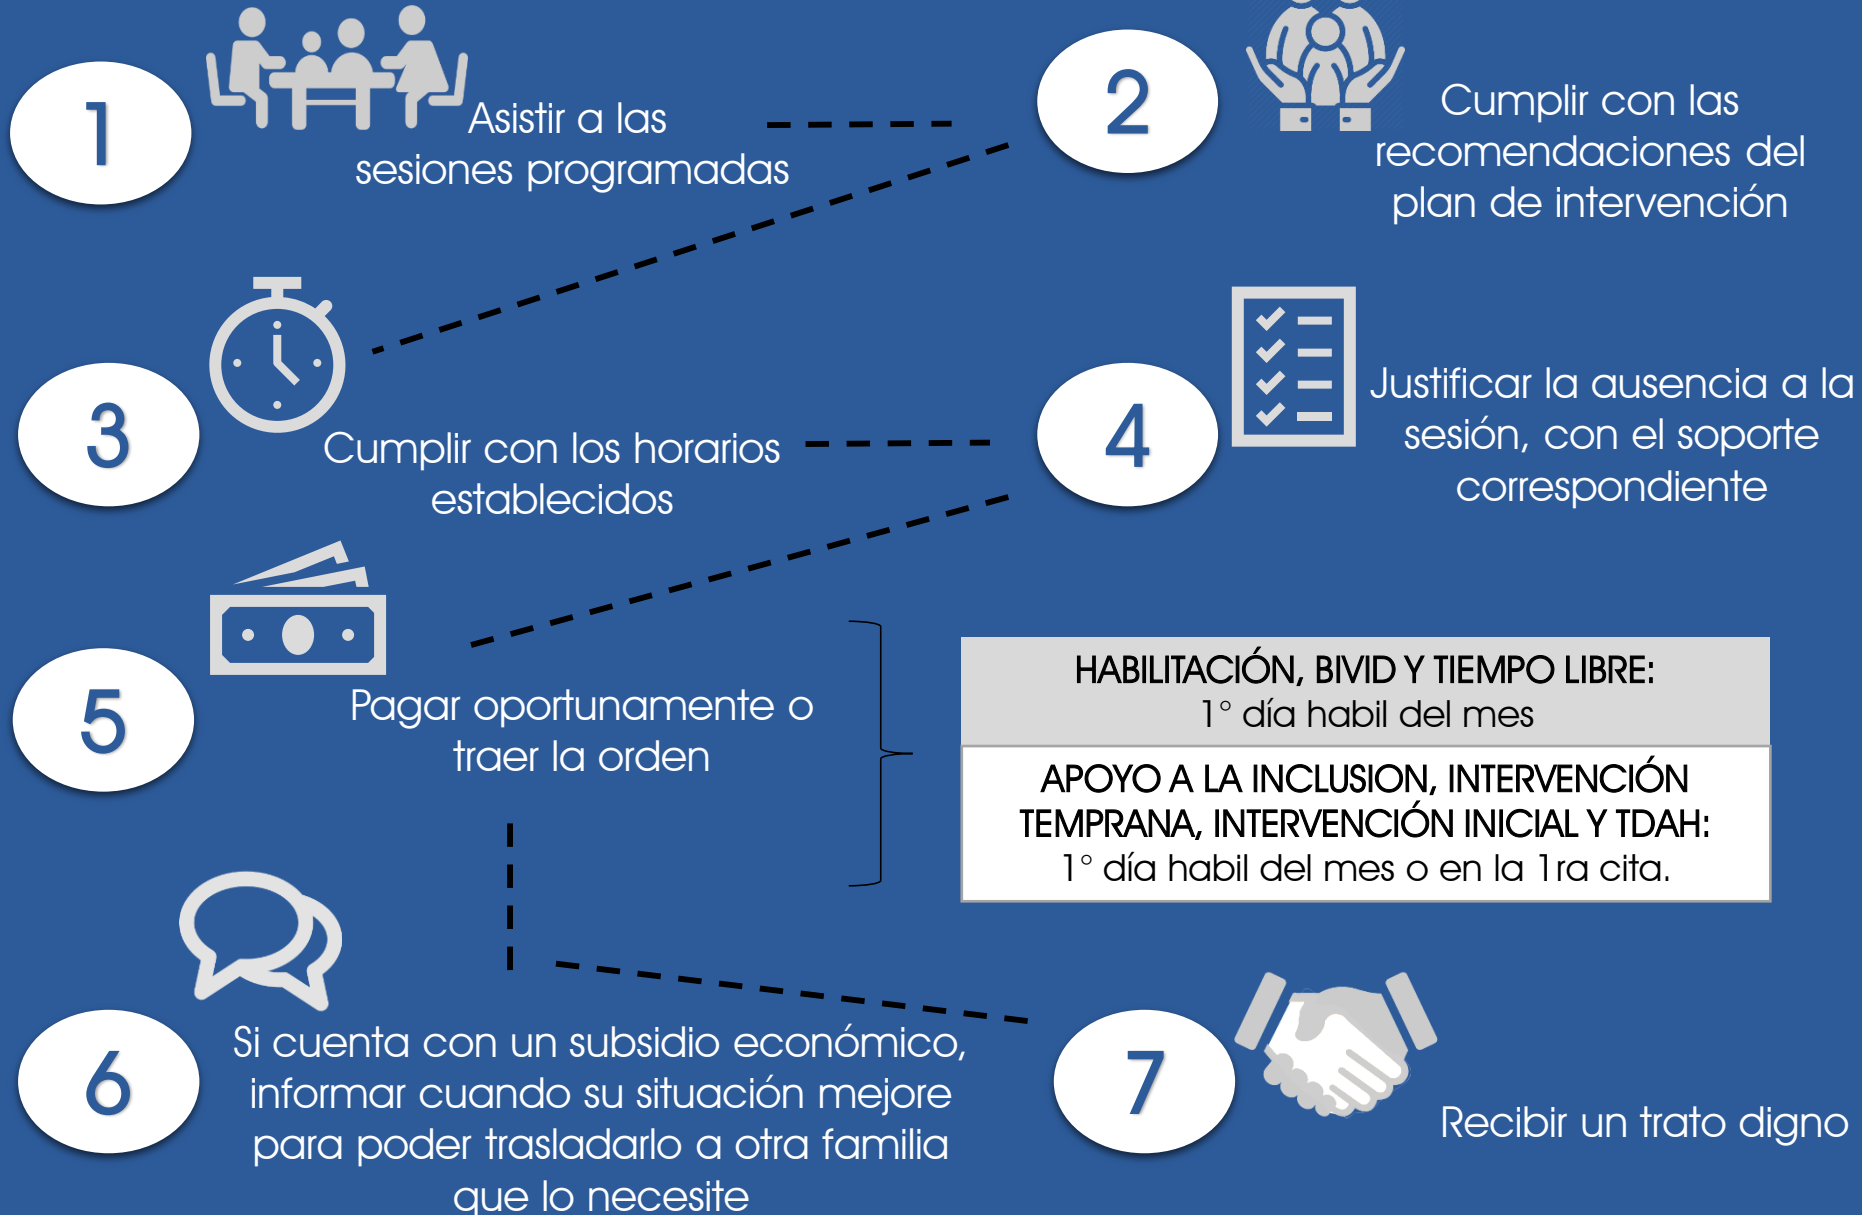 1
Asistir a las
sesiones programadas
2
Cumplir con las
recomendaciones del
plan de intervención
3
Cumplir con los horarios
establecidos
4
Justificar la ausencia a la
sesión, con el soporte
correspondiente
5
Pagar oportunamente o
traer la orden
HABILITACIÓN, BIVID Y TIEMPO LIBRE:
1° día habil del mes
APOYO A LA INCLUSION, INTERVENCIÓN
TEMPRANA, INTERVENCIÓN INICIAL Y TDAH:
1° día habil del mes o en la 1ra cita.
6
Si cuenta con un subsidio económico,
informar cuando su situación mejore
para poder trasladarlo a otra familia
que lo necesite
7
Recibir un trato digno